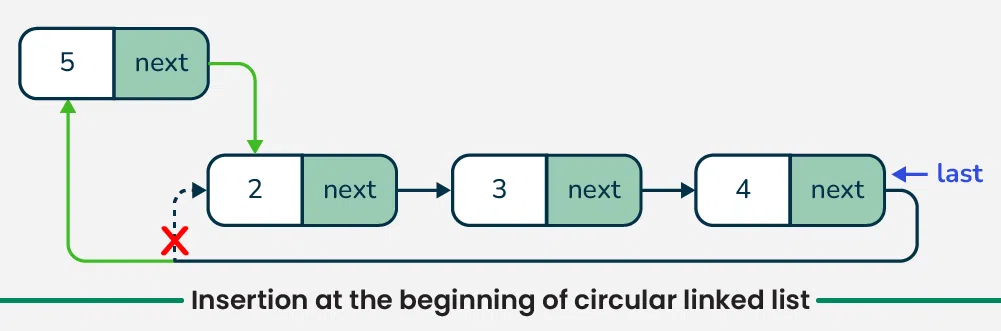 5 next
2 next 3 next 4 next last
Insertion at the beginning of circular linked list